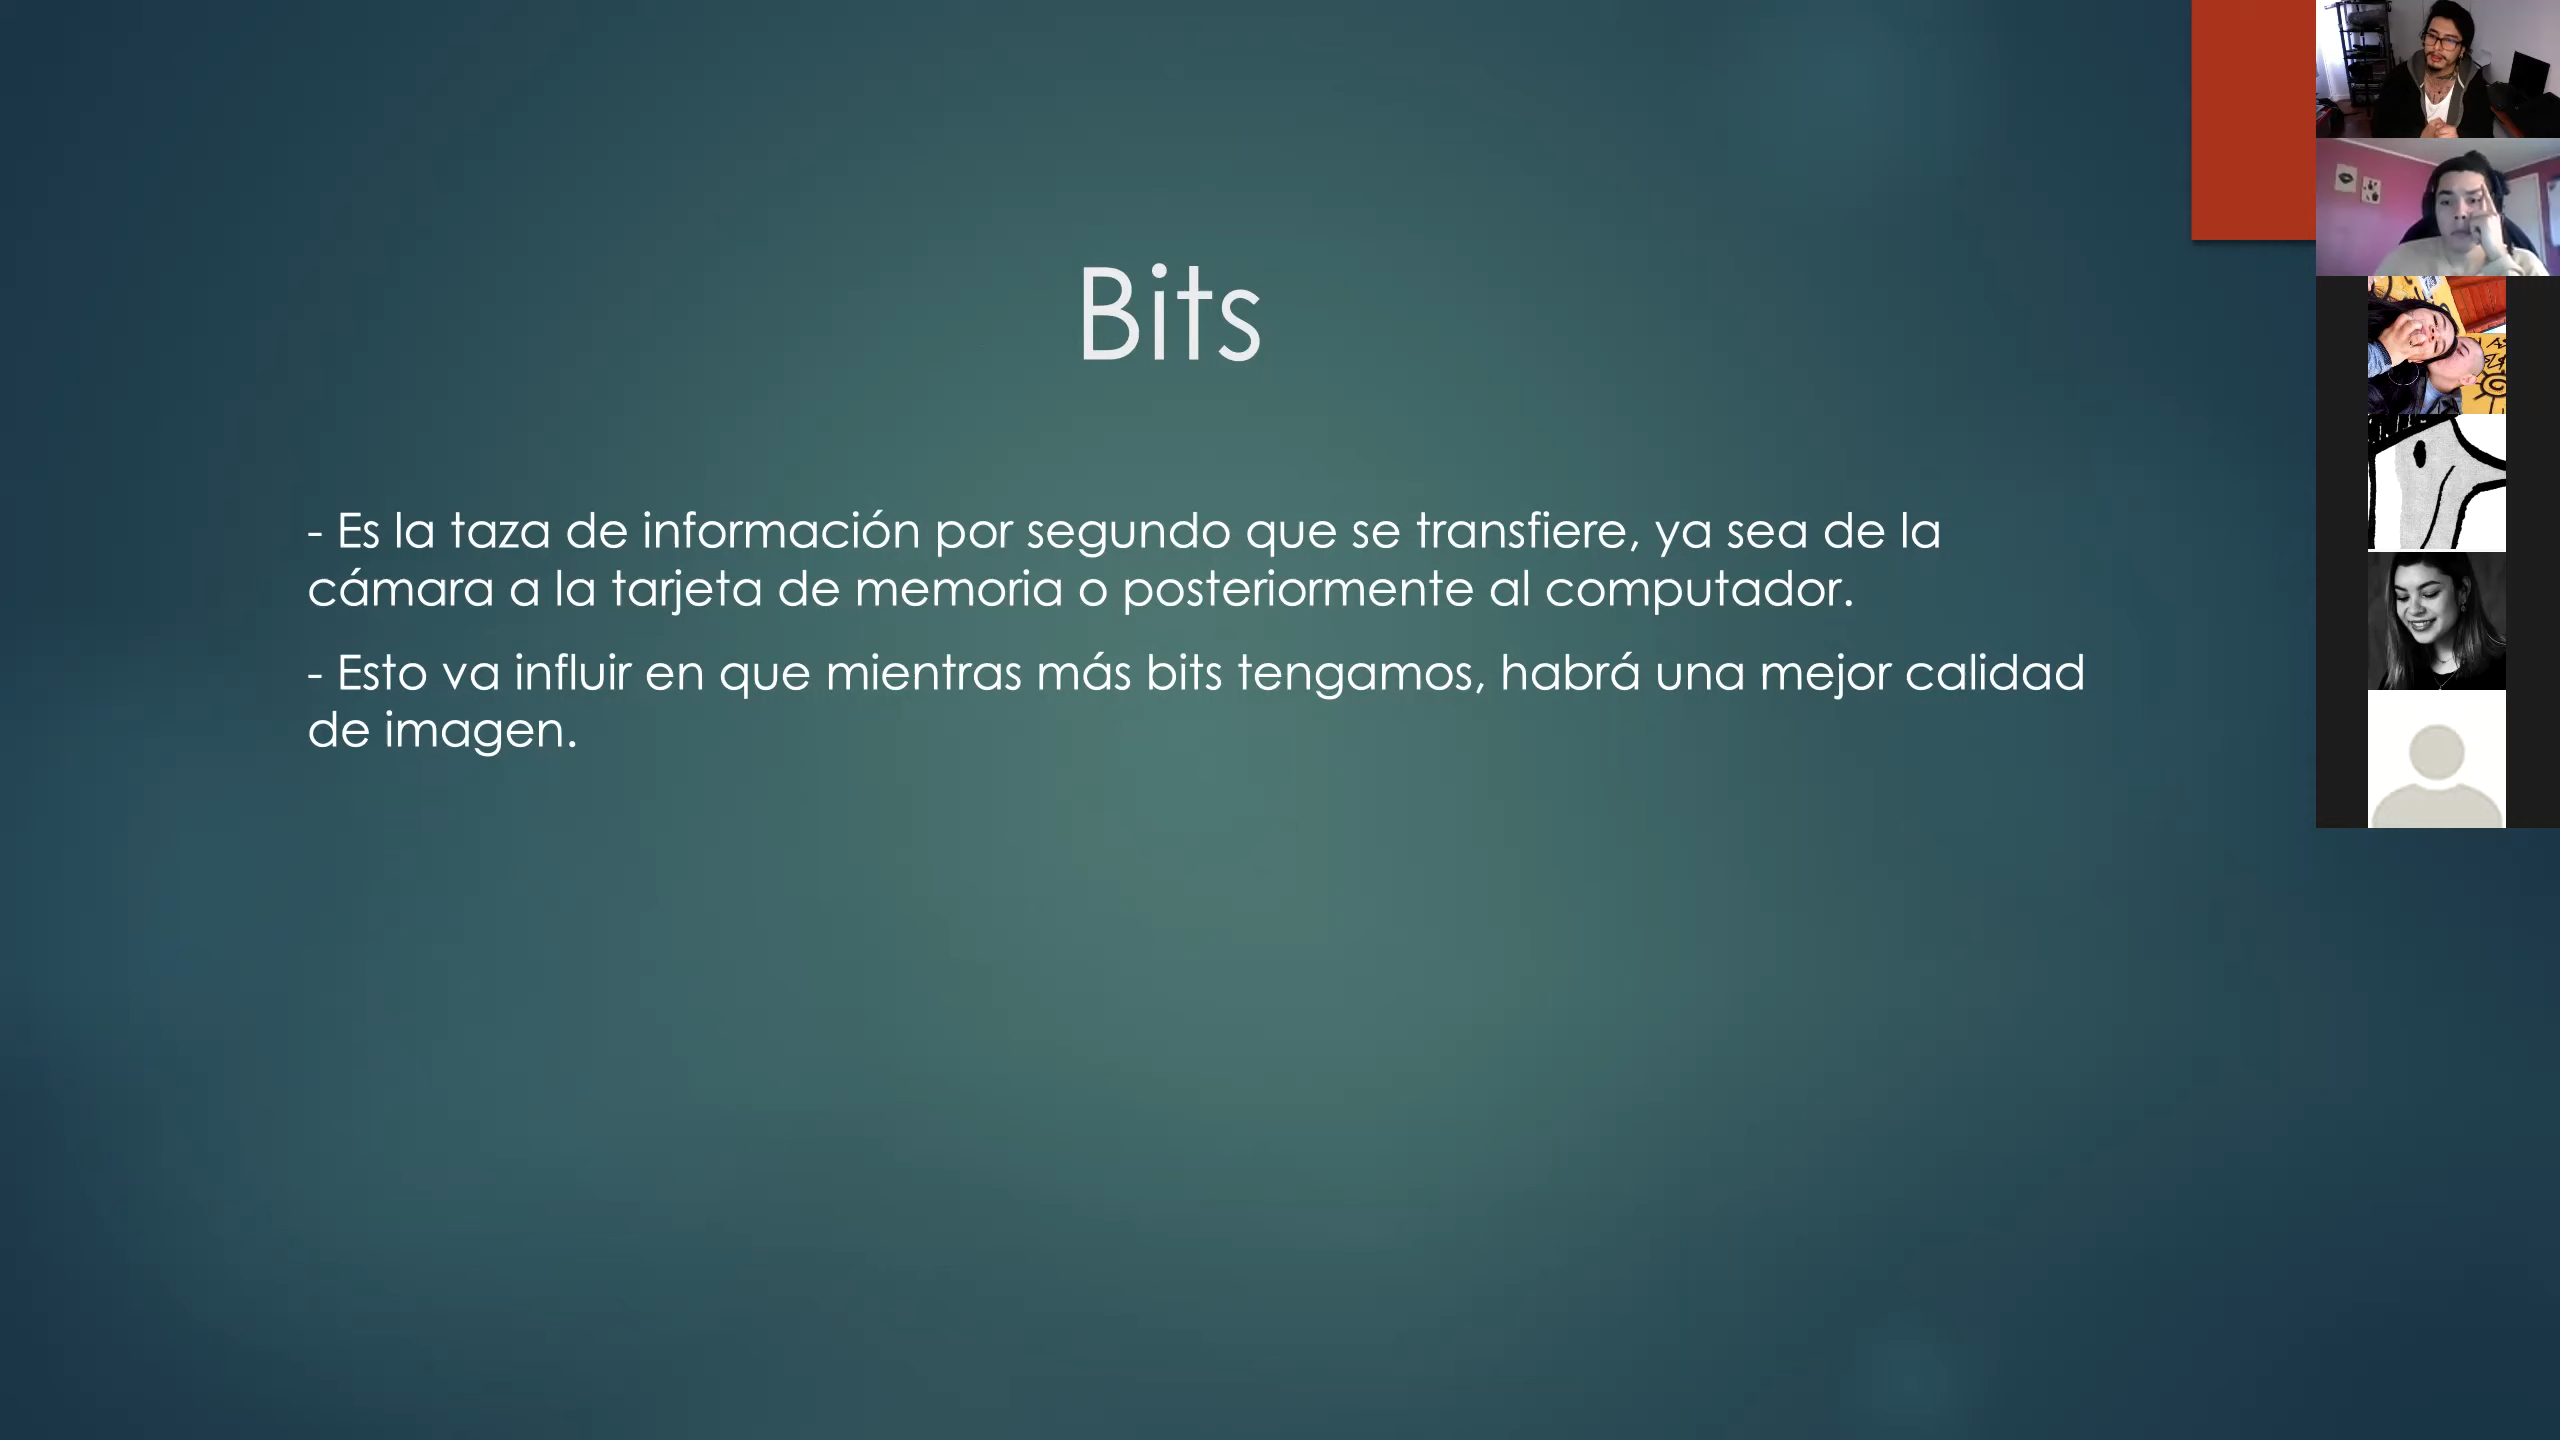 Bits
- Es la taza de información por segundo que se transfiere, ya sea de la
cámara a la tarjeta de memoria o posteriormente al computador.
- Esto va influir en que mientras más bits tengamos, habrá una mejor calidad
de imagen.